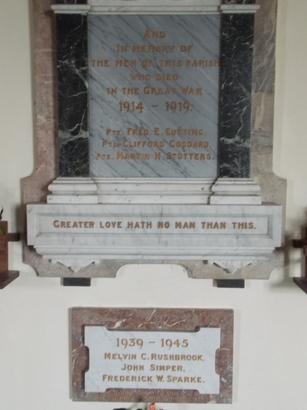 AND
IN MEMORY OF
THE MEN OF THIS PARISH
WHO DIED
IN THE GREAT WAR
1914 - 1919.
PTE. FRED. E. CUTTING.
PTE. CLIFFORD GODDARD.
PTE. MARTIN H. STUTTERS.
GREATER LOVE HATH NO MAN THAN THIS.
1939 - 1945
MELVIN C. RUSHBROOK,
JOHN SIMPER,
FREDERICK W. SPARKE.